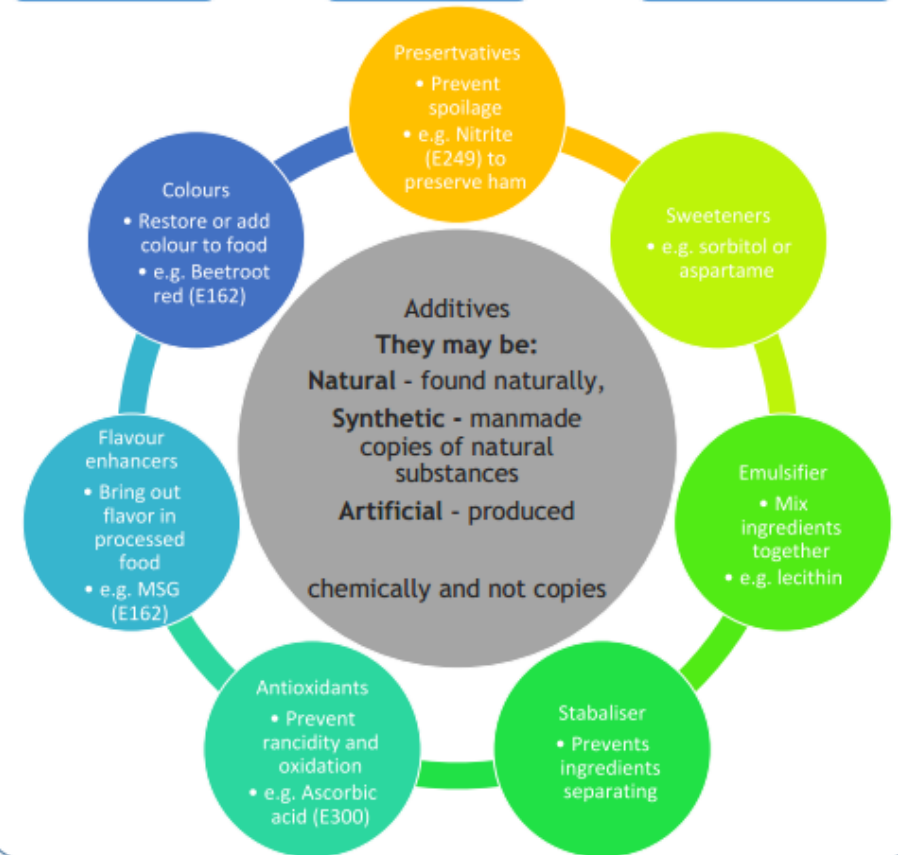 Presertvatives
• Prevent
spoilage
• e.g. Nitrite
(E249) to
preserve ham
Sweeteners
• e.g. sorbitol or
aspartame
Emulsifier
• Mix
ingredients
together
• e.g. lecithin
Stabaliser
• Prevents
ingredients
separating
Antioxidants
• Prevent
rancidity and
oxidation
• e.g. Ascorbic
acid (E300)
Flavour
enhancers
• Bring out
flavor in
processed
food
• e.g. MSG
(E162)
Colours
• Restore or add
colour to food
• e.g. Beetroot
red (E162)
Additives
They may be:
Natural - found naturally,
Synthetic - manmade
copies of natural
substances
Artificial - produced
chemically and not copies